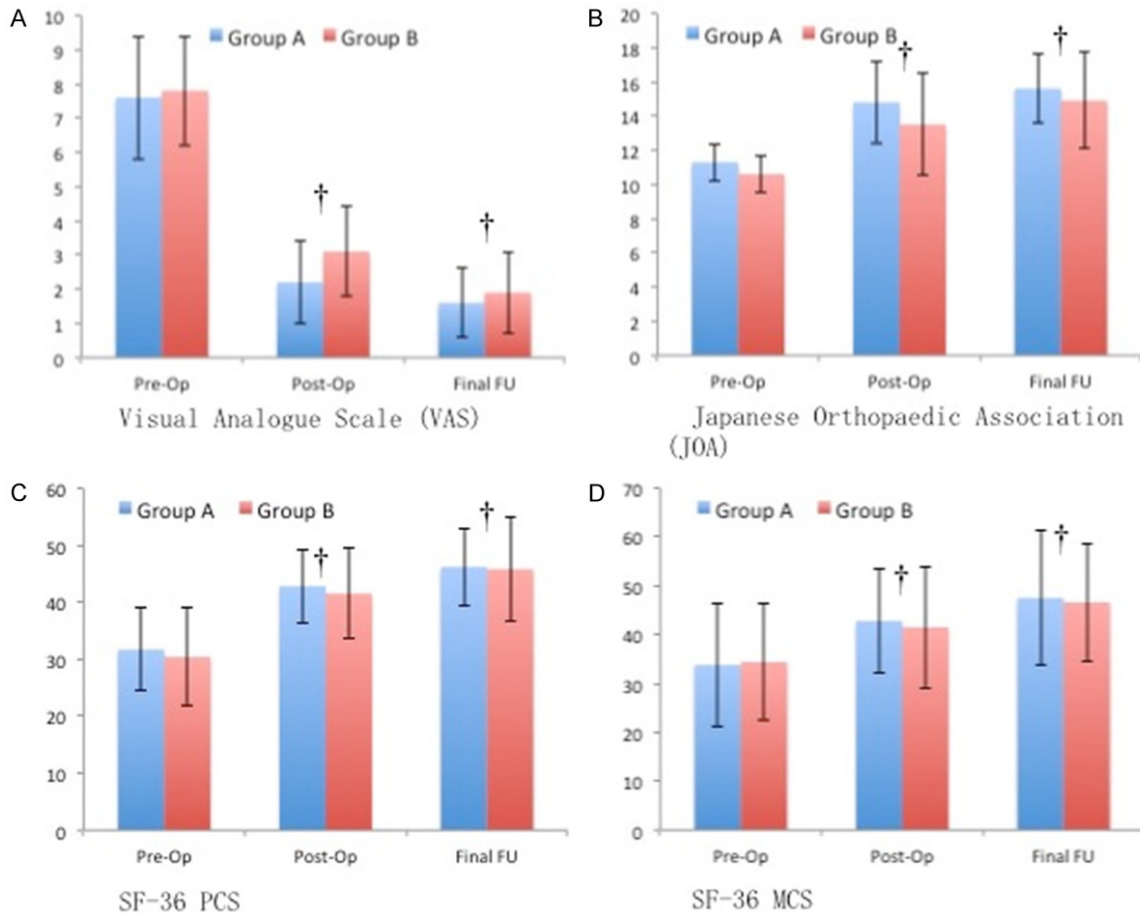 A
Group A Group B
10
9
8
7
6
5
4
3
2
1
0
†
†
Pre-Op Post-Op Final FU
Visual Analogue Scale (VAS)
B
Group A Group B
20
18
16
14
12
10
8
6
4
2
0
†
†
Pre-Op Post-Op Final FU
Japanese Orthopaedic Association
(JOA)
C
Group A Group B
60
50
40
30
20
10
0
†
†
Pre-Op Post-Op Final FU
SF-36 PCS
D
Group A Group B
70
60
50
40
30
20
10
0
†
†
Pre-Op Post-Op Final FU
SF-36 MCS